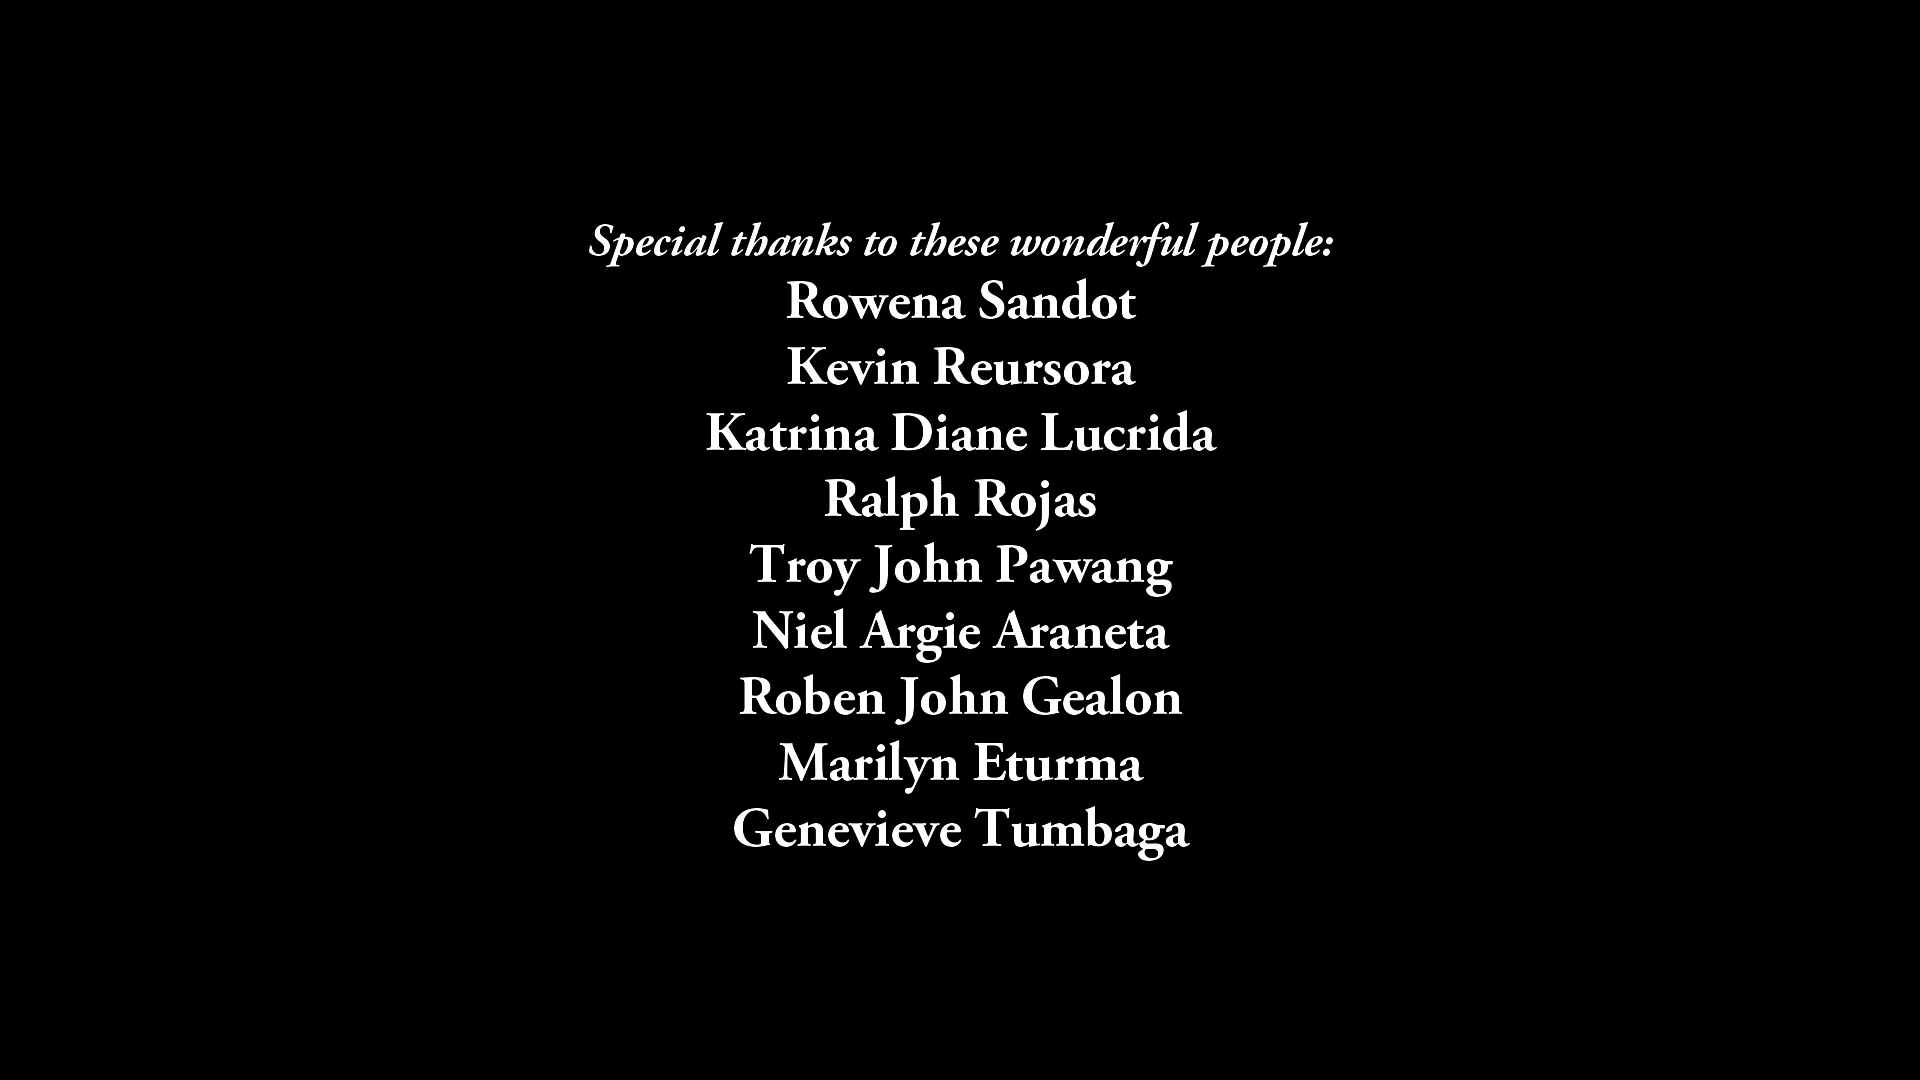 Special thanks to these wonderful people:
Rowena Sandot
Kevin Reursora
Katrina Diane Lucrida
Ralph Rojas
Troy John Pawang
Niel Argie Araneta
Roben John Gealon
Marilyn Eturma
Genevieve Tumbaga